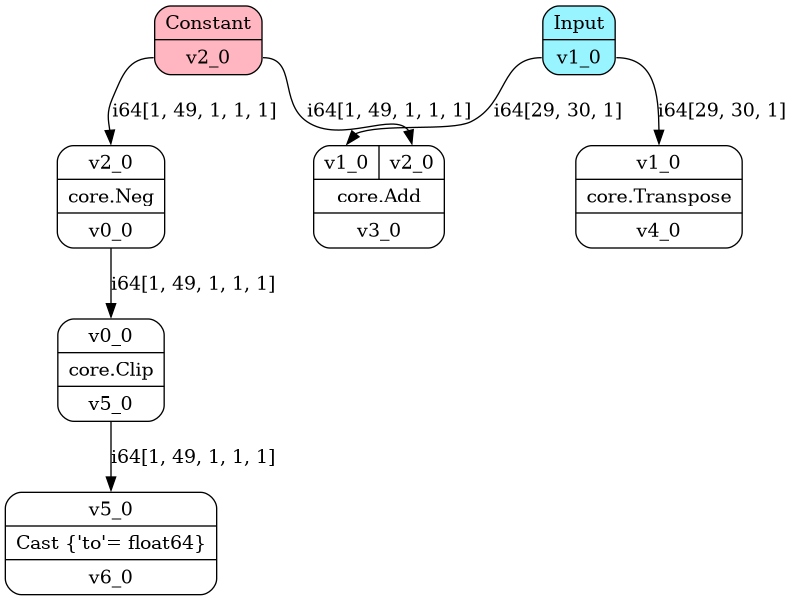 Constant
v2_0
Input
v1_0
i64[1, 49, 1, 1, 1]
i64[1, 49, 1, 1, 1]
i64[29, 30, 1]
i64[29, 30, 1]
v2_0
core.Neg
v0_0
v1_0 v2_0
core.Add
v3_0
v1_0
core.Transpose
v4_0
i64[1, 49, 1, 1, 1]
v0_0
core.Clip
v5_0
i64[1, 49, 1, 1, 1]
v5_0
Cast {'to'= float64}
v6_0